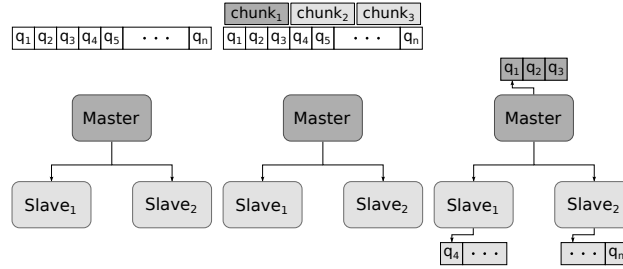 chunk₁ chunk₂ chunk₃
q₁ q₂ q₃ q₄ q₅ · · · qₙ
q₁ q₂ q₃ q₄ q₅ · · · qₙ
q₁ q₂ q₃
Master
Master
Master
Slave₁ Slave₂
Slave₁ Slave₂
Slave₁ Slave₂
q₄ · · ·
· · · qₙ